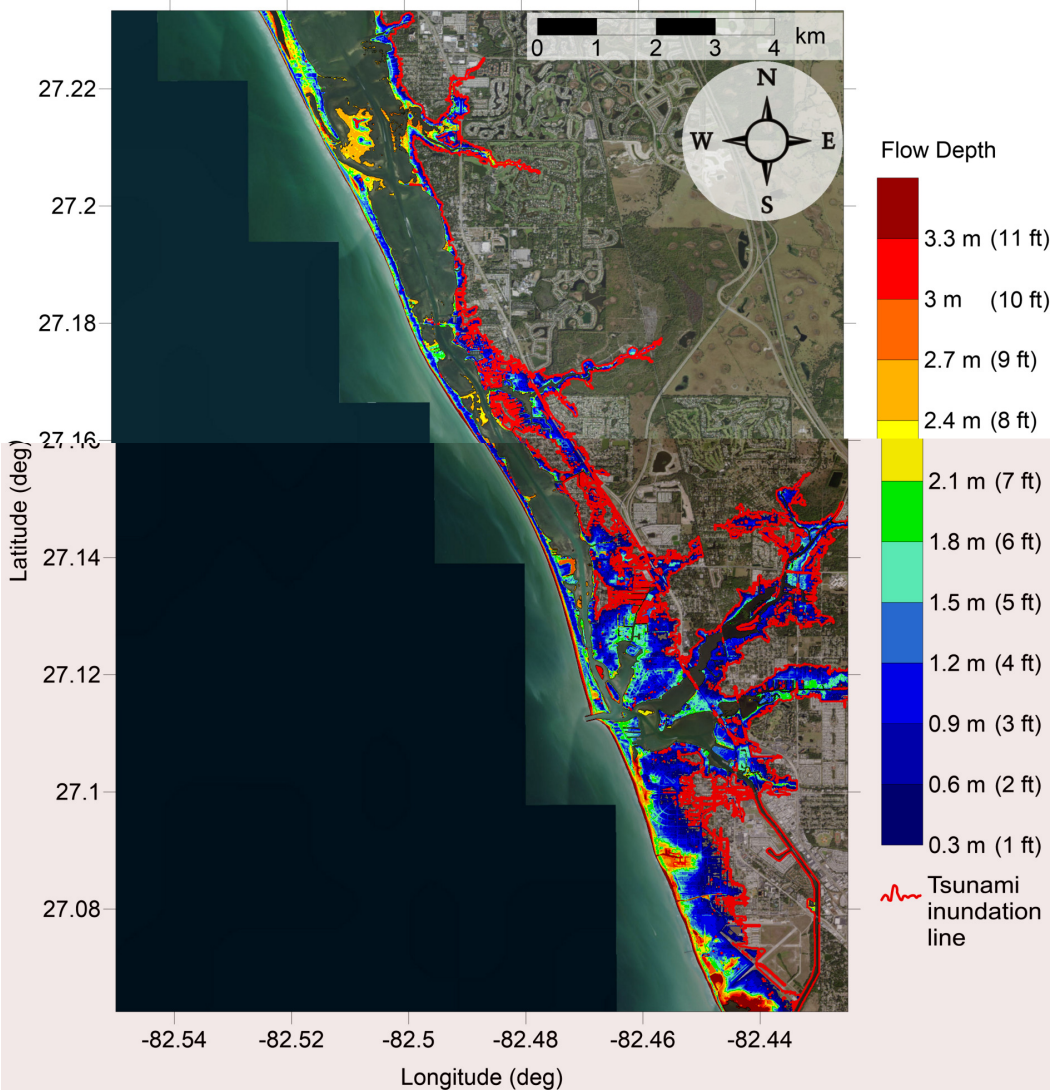 0 1 2 3 4 km
N
W E
S
27.22
27.2
27.18
27.16
27.14
27.12
27.1
27.08
Latitude (deg)
-82.54 -82.52 -82.5 -82.48 -82.46 -82.44
Longitude (deg)
Flow Depth
3.3 m (11 ft)
3 m (10 ft)
2.7 m (9 ft)
2.4 m (8 ft)
2.1 m (7 ft)
1.8 m (6 ft)
1.5 m (5 ft)
1.2 m (4 ft)
0.9 m (3 ft)
0.6 m (2 ft)
0.3 m (1 ft)
Tsunami
inundation
line